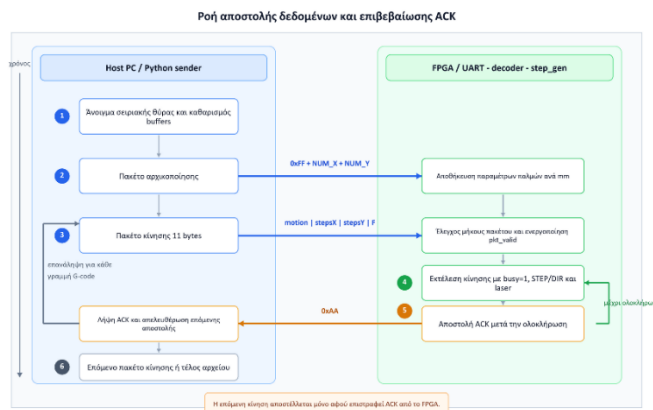 Ροή αποστολής δεδομένων και επιβεβαίωσης ACK
χρόνος
Host PC / Python sender
FPGA / UART - decoder - step_gen
1
Άνοιγμα σειριακής θύρας και καθαρισμός
buffers
2
Πακέτο αρχικοποίησης
0xFF + NUM_X + NUM_Y
Αποθήκευση παραμέτρων παλμών ανά mm
3
Πακέτο κίνησης 11 bytes
motion | stepsX | stepsY | F
Έλεγχος μήκους πακέτου και ενεργοποίηση
pkt_valid
επανάληψη για κάθε
γραμμή G-code
4
Εκτέλεση κίνησης με busy=1, STEP/DIR και
laser
μέχρι ολοκλήρω
Λήψη ACK και απελευθέρωση επόμενης
αποστολής
0xAA
5
Αποστολή ACK μετά την ολοκλήρωση
6
Επόμενο πακέτο κίνησης ή τέλος αρχείου
Η επόμενη κίνηση αποστέλλεται μόνο αφού επιστραφεί ACK από το FPGA.